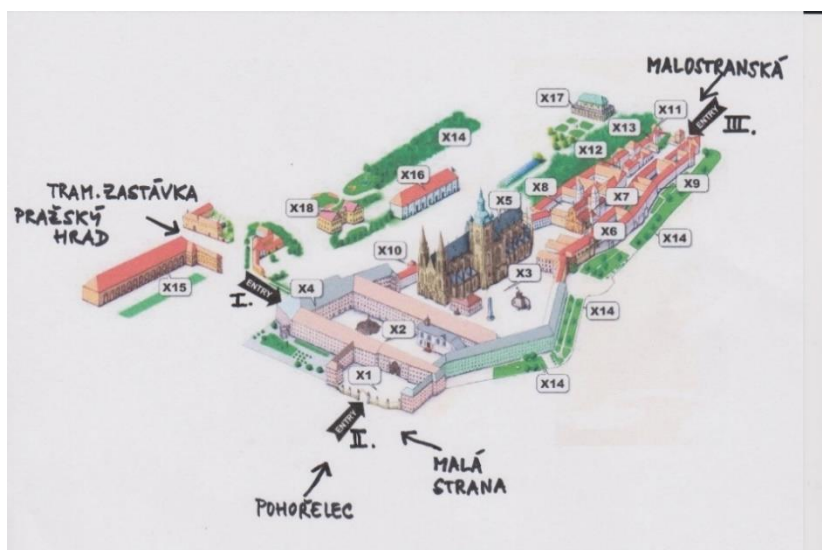 MALOSTRANSKÁ
ENTRY
III.
X17
X11
X13
X14
X12
X16
X8
X9
X18
X5
X7
TRAM. ZASTÁVKA
PRAŽSKÝ
HRAD
X6
X14
X10
X3
X15
ENTRY
I.
X4
X14
X2
X1
X14
ENTRY
II.
MALÁ
STRANA
POHOŘELEC